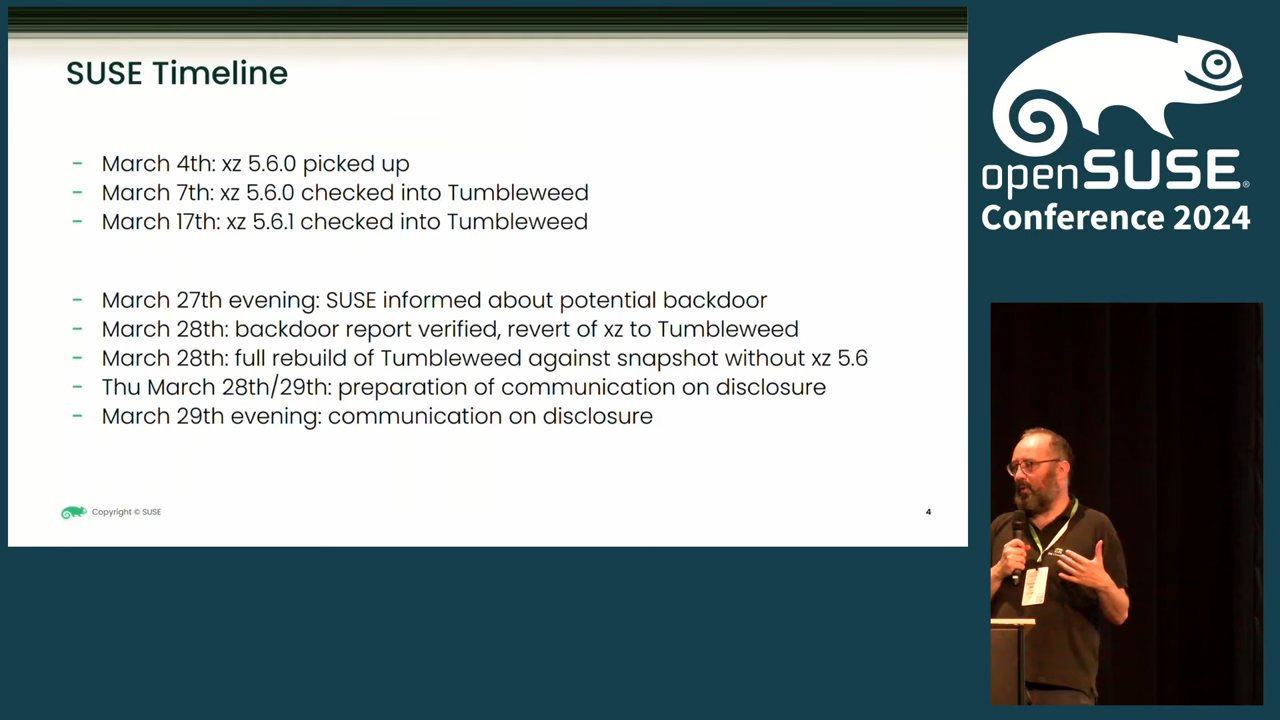 SUSE Timeline
- March 4th: xz 5.6.0 picked up
- March 7th: xz 5.6.0 checked into Tumbleweed
- March 17th: xz 5.6.1 checked into Tumbleweed
- March 27th evening: SUSE informed about potential backdoor
- March 28th: backdoor report verified, revert of xz to Tumbleweed
- March 28th: full rebuild of Tumbleweed against snapshot without xz 5.6
- Thu March 28th/29th: preparation of communication on disclosure
- March 29th evening: communication on disclosure
Copyright © SUSE
4
openSUSE®
Conference 2024